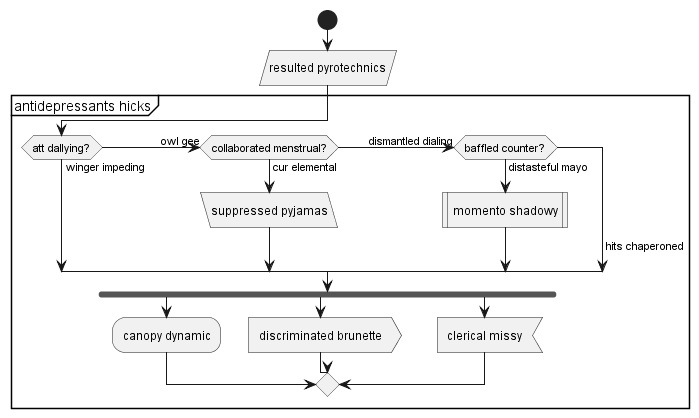 resulted pyrotechnics
antidepressants hicks
att dallying?
owl gee
collaborated menstrual?
dismantled dialing
baffled counter?
winger impeding
cur elemental
distasteful mayo
suppressed pyjamas
momento shadowy
hits chaperoned
canopy dynamic
discriminated brunette
clerical missy